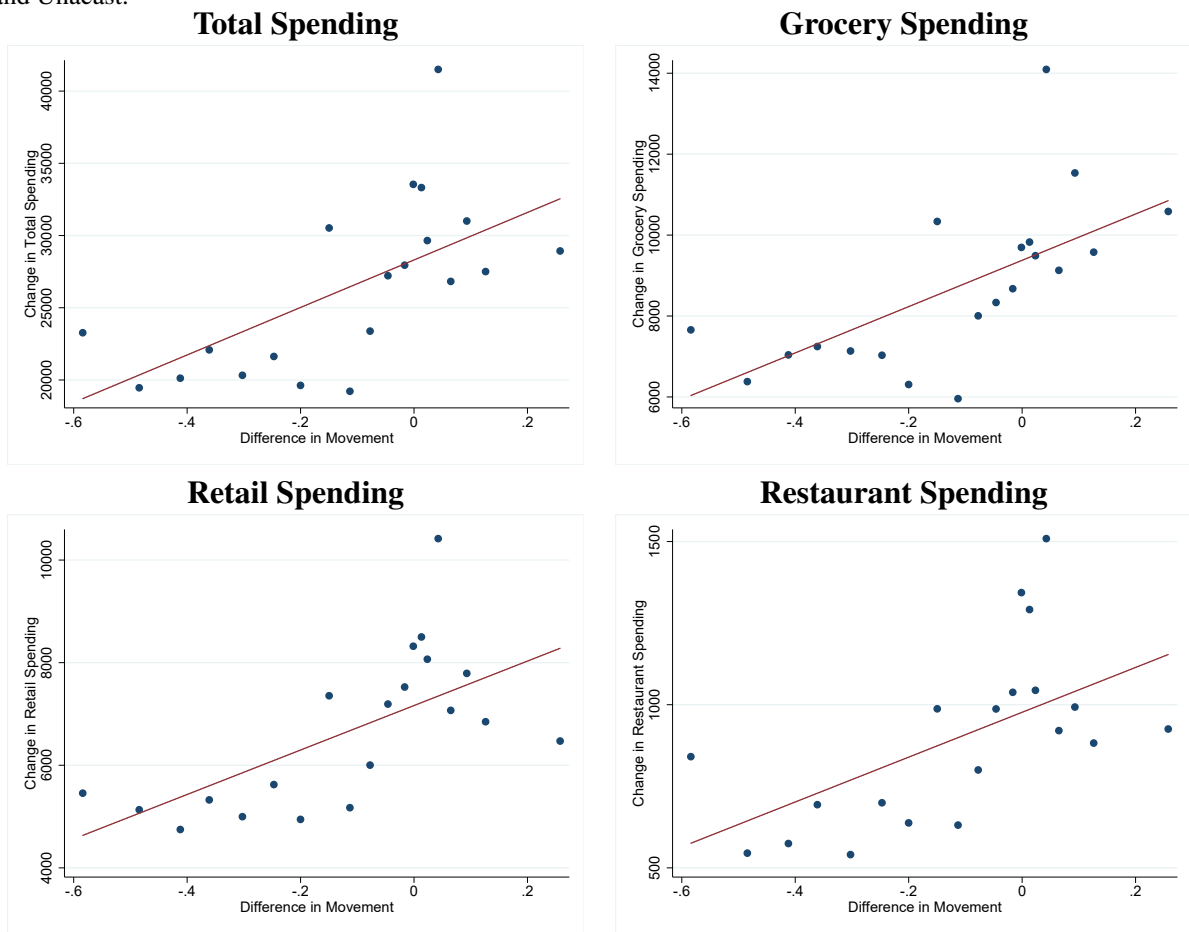 and Unacast.
Total Spending
Change in Total Spending
40000
35000
30000
25000
20000
-.6 -.4 -.2 0 .2
Difference in Movement
Grocery Spending
Change in Grocery Spending
14000
12000
10000
8000
6000
-.6 -.4 -.2 0 .2
Difference in Movement
Retail Spending
Change in Retail Spending
10000
8000
6000
4000
-.6 -.4 -.2 0 .2
Difference in Movement
Restaurant Spending
Change in Restaurant Spending
1500
1000
500
-.6 -.4 -.2 0 .2
Difference in Movement